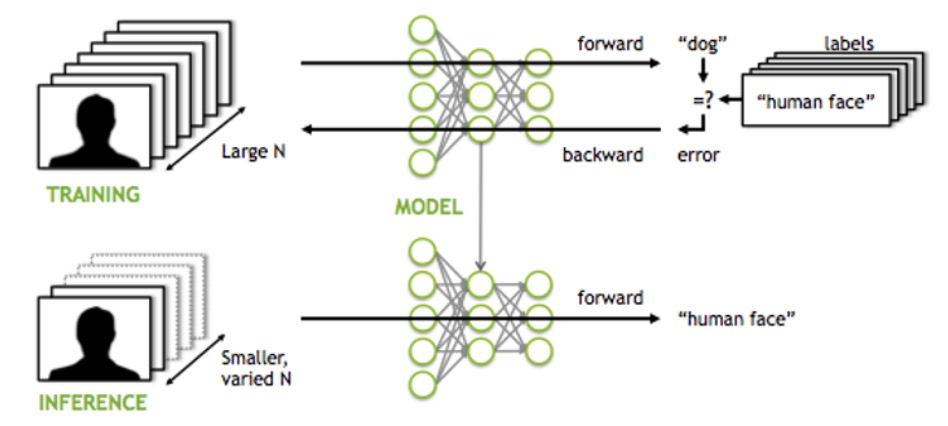 forward
“dog”
labels
=?
“human face”
Large N
backward
error
TRAINING
MODEL
forward
“human face”
Smaller,
varied N
INFERENCE